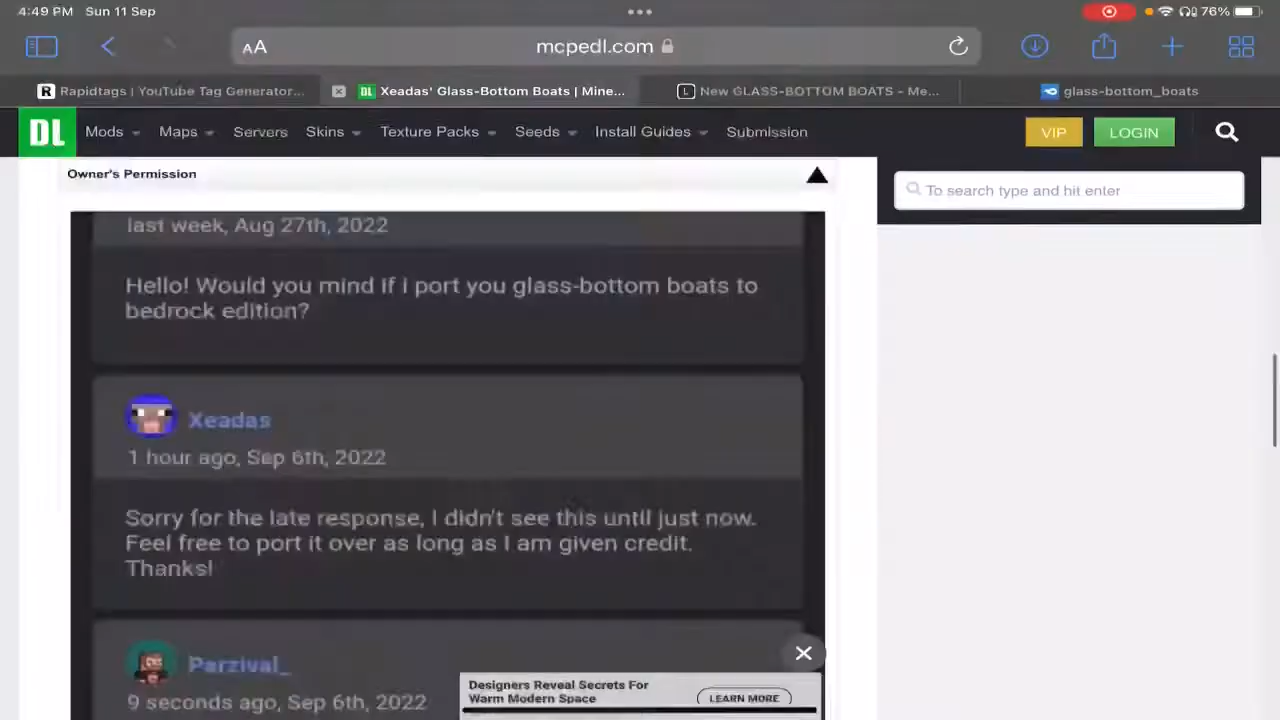 4:49 PM Sun 11 Sep
76%
AA
mcpedl.com
R Rapidtags | YouTube Tag Generator...
DL Xeadas' Glass-Bottom Boats | Mine...
L New GLASS-BOTTOM BOATS - Me...
glass-bottom_boats
DL Mods Maps Servers Skins Texture Packs Seeds Install Guides Submission VIP LOGIN
Owner's Permission
To search type and hit enter
last week, Aug 27th, 2022
Hello! Would you mind if I port you glass-bottom boats to
bedrock edition?
Xeadas
1 hour ago, Sep 6th, 2022
Sorry for the late response, I didn't see this until just now.
Feel free to port it over as long as I am given credit.
Thanks!
Parzival_
9 seconds ago, Sep 6th, 2022
Designers Reveal Secrets For
Warm Modern Space
LEARN MORE